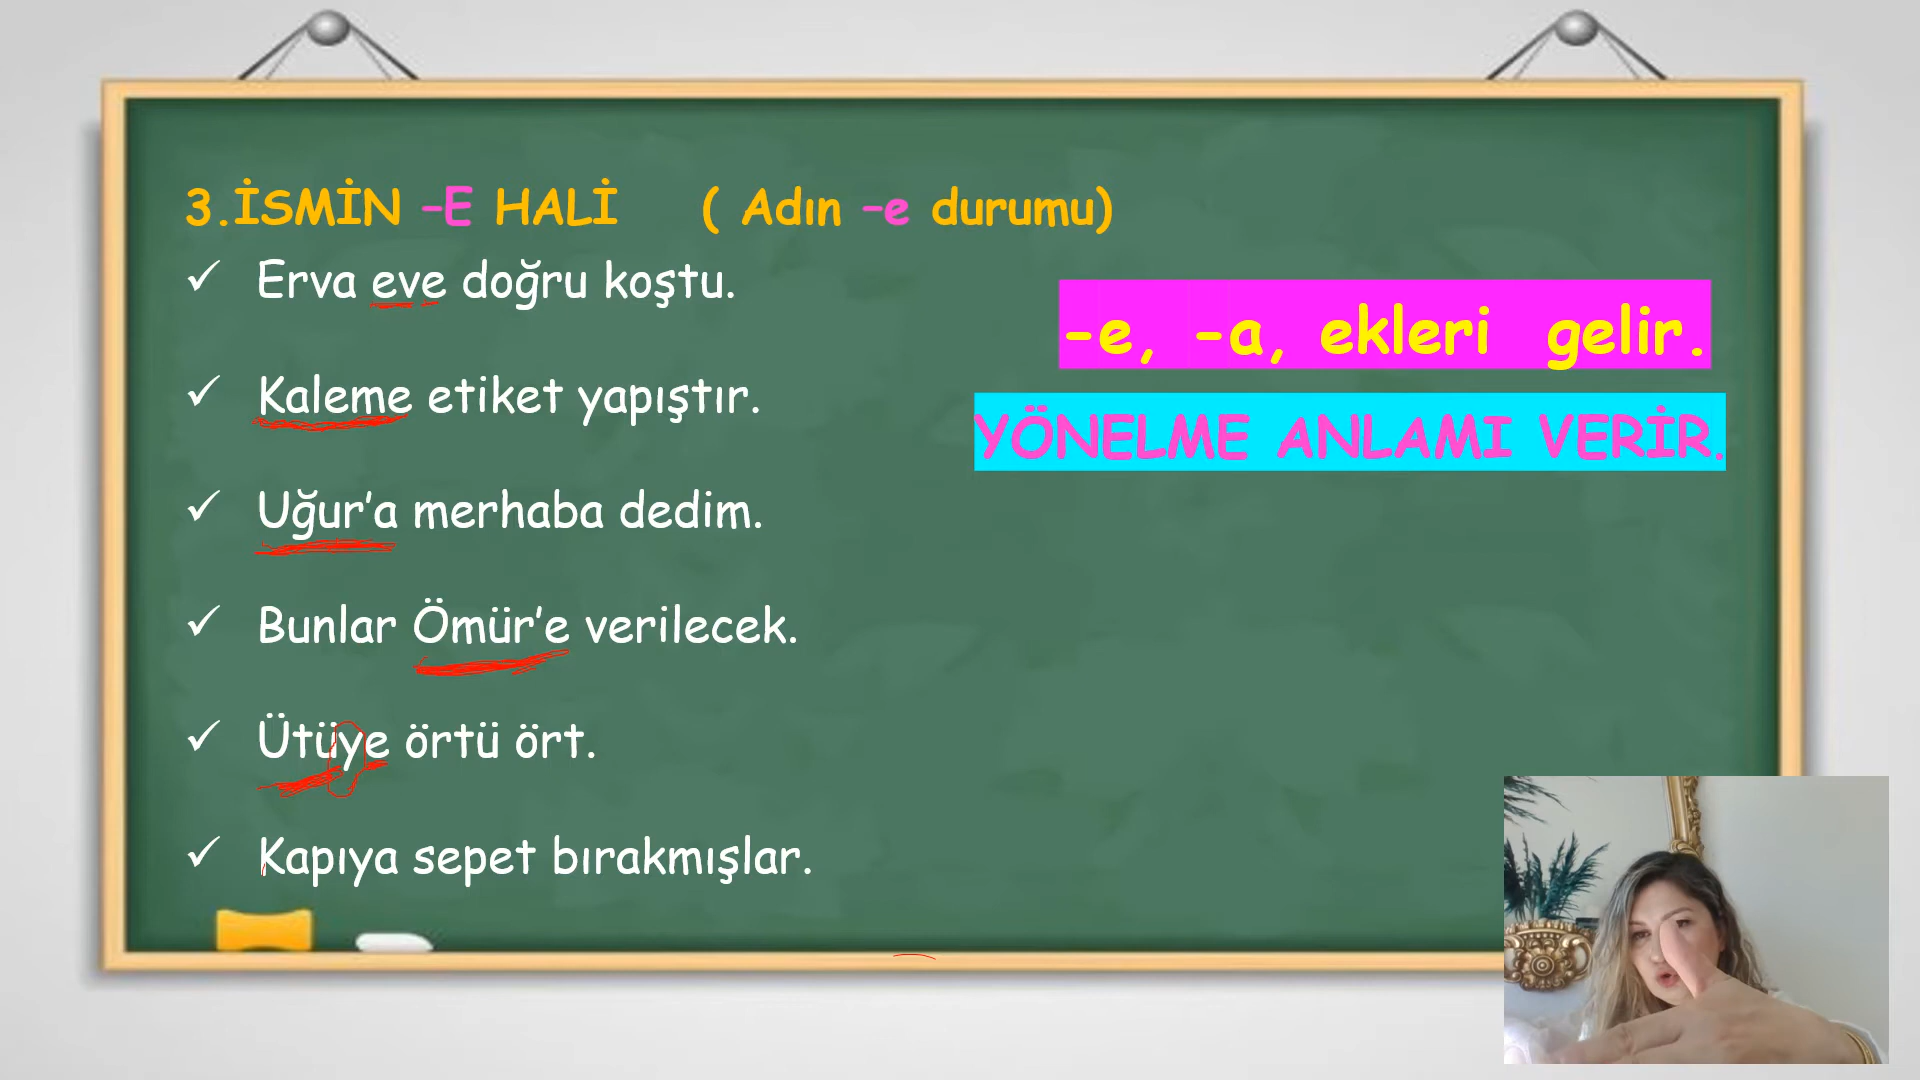 3.İSMİN -E HALİ ( Adın -e durumu)
✓ Erva eve doğru koştu.
-e, -a, ekleri gelir.
✓ Kaleme etiket yapıştır.
YÖNELME ANLAMI VERİR.
✓ Uğur'a merhaba dedim.
✓ Bunlar Ömür'e verilecek.
✓ Ütüye örtü ört.
✓ Kapıya sepet bırakmışlar.